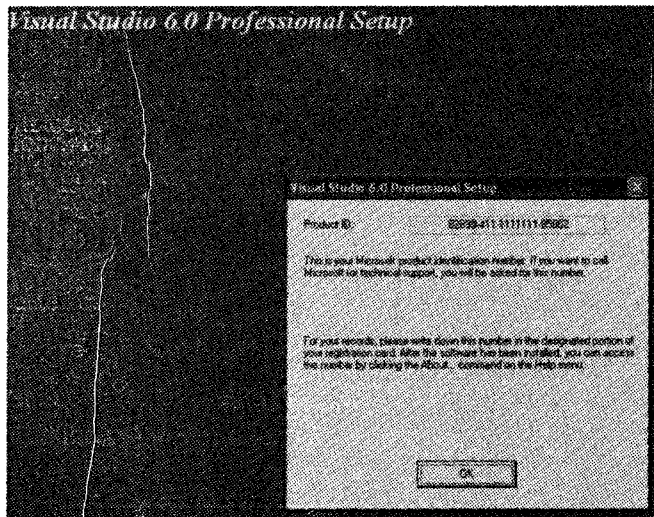 Visual Studio 6.0 Professional Setup
Visual Studio 6.0 Professional Setup
Product ID:
This is your Microsoft product identification number. If you want to call
Microsoft for technical support, you will be asked for this number.
For your records, please write down this number in the designated portion of
your registration card. After the software has been installed, you can access
the number by clicking the About... command on the Help menu.
OK